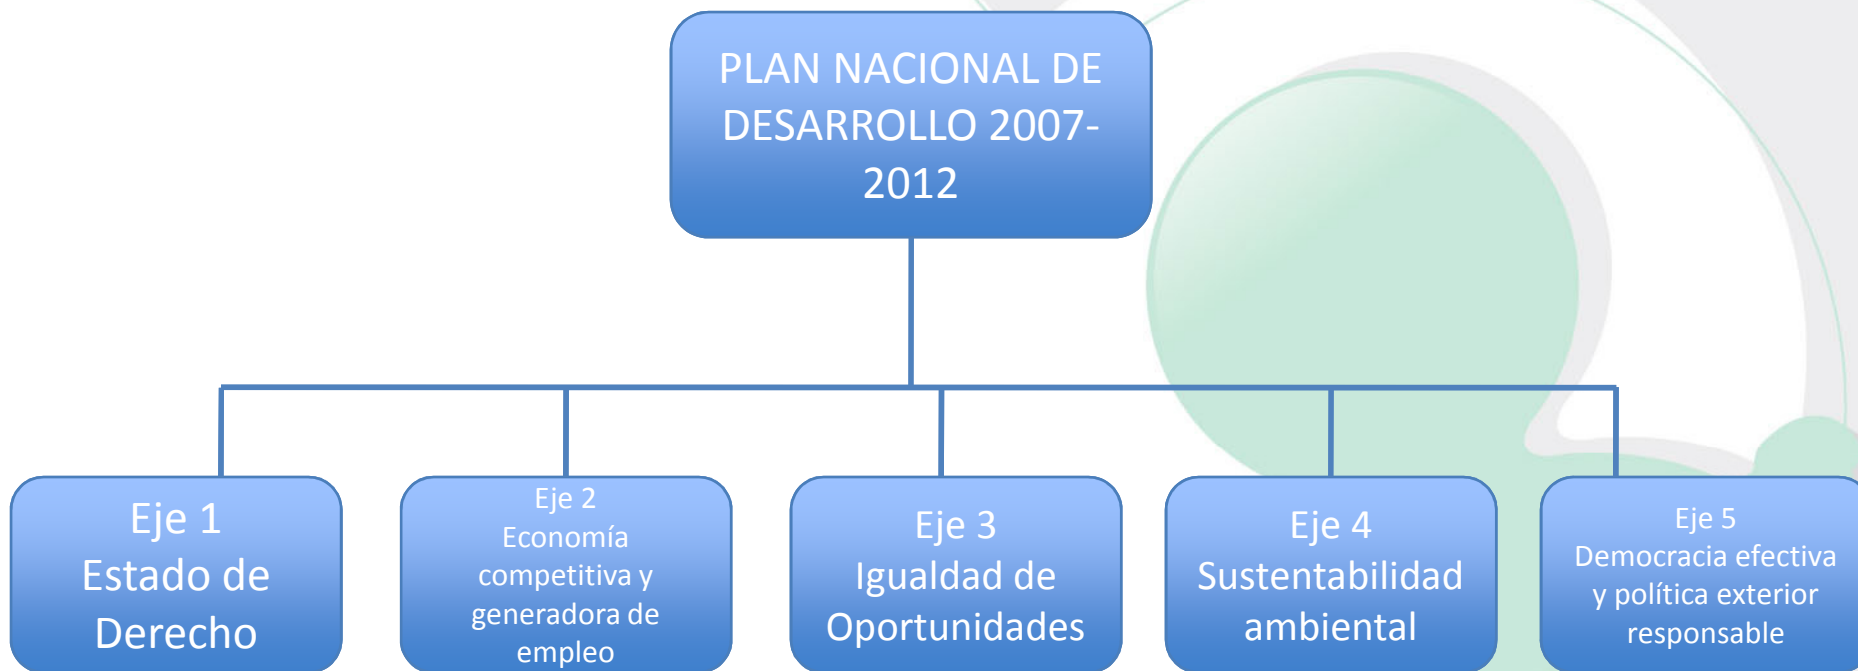 PLAN NACIONAL DE
DESARROLLO 2007-
2012
Eje 1
Estado de
Derecho
Eje 2
Economía
competitiva y
generadora de
empleo
Eje 3
Igualdad de
Oportunidades
Eje 4
Sustentabilidad
ambiental
Eje 5
Democracia efectiva
y política exterior
responsable